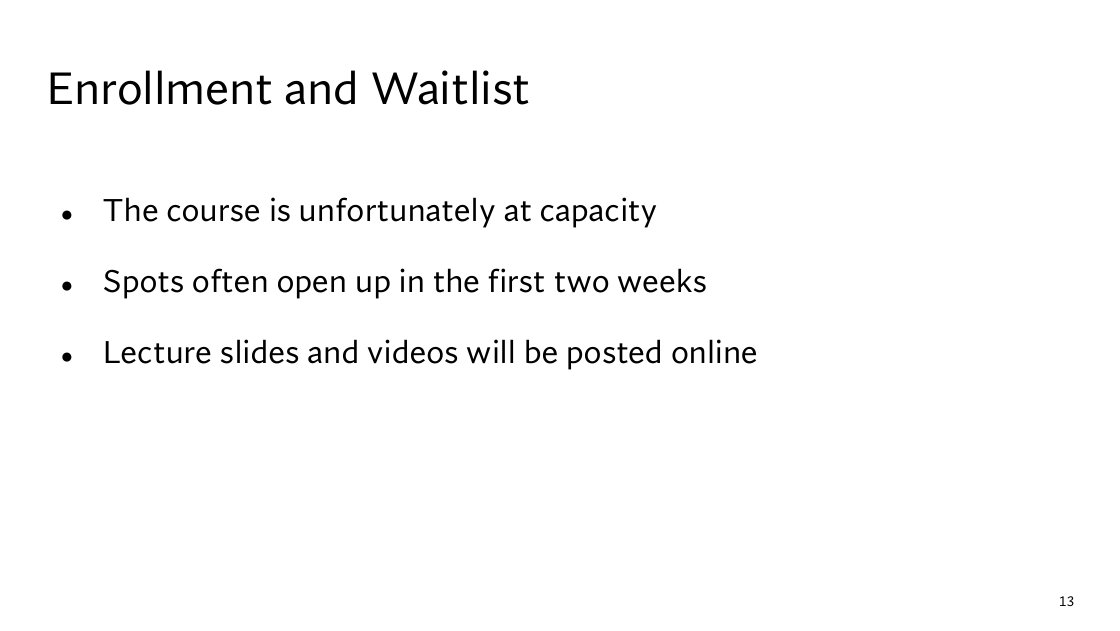 Enrollment and Waitlist
• The course is unfortunately at capacity
• Spots often open up in the first two weeks
• Lecture slides and videos will be posted online
13